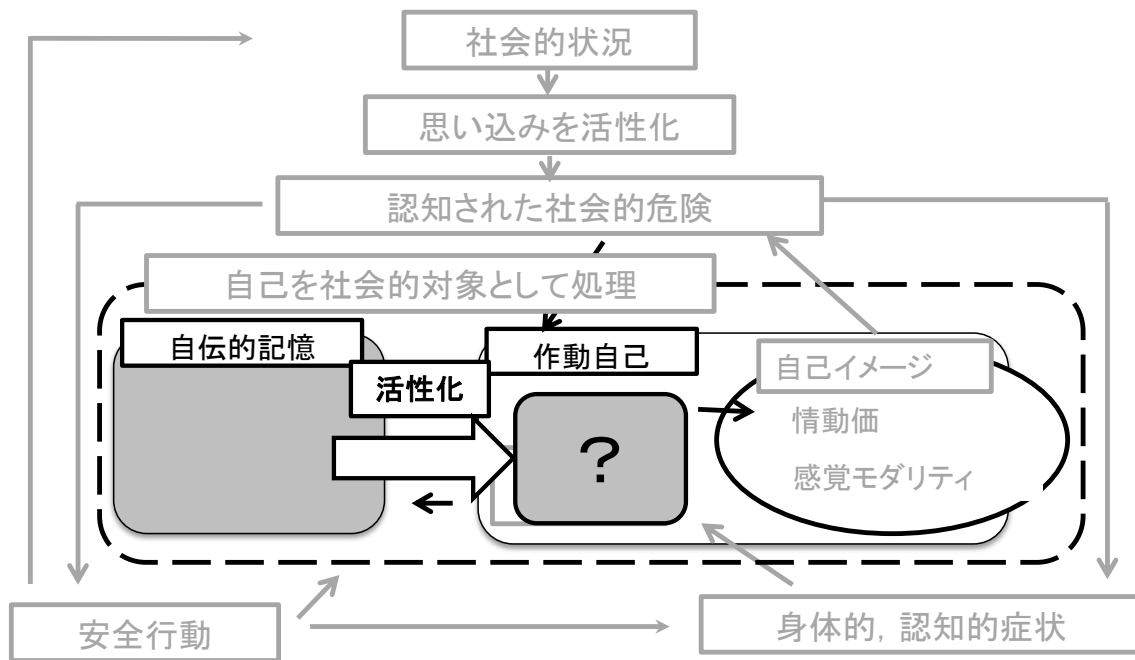 社会的状況
思い込みを活性化
認知された社会的危険
自己を社会的対象として処理
自伝的記憶
作動自己
活性化
自己イメージ
?
情動価
感覚モダリティ
安全行動
身体的，認知的症状